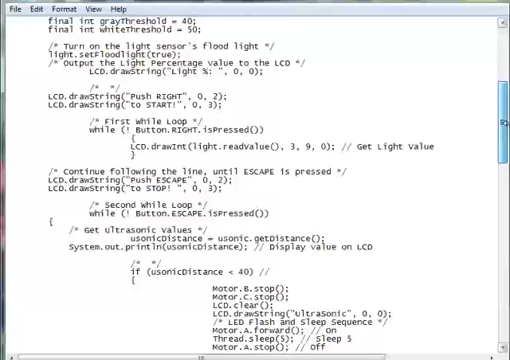 File Edit Format View Help
final int grayThreshold = 40;
final int whiteThreshold = 50;
/* Turn on the light sensor's flood light */
light.setFloodlight(true);
/* Output the Light Percentage value to the LCD */
LCD.drawString("Light %: ", 0, 0);
/* */
LCD.drawString("Push RIGHT", 0, 2);
LCD.drawString("to START!", 0, 3);
/* First While Loop */
while (! Button.RIGHT.isPressed())
{
LCD.drawInt(light.readValue(), 3, 9, 0); // Get Light Value
}
/* Continue following the line, until ESCAPE is pressed */
LCD.drawString("Push ESCAPE", 0, 2);
LCD.drawString("to STOP! ", 0, 3);
/* Second While Loop */
while (! Button.ESCAPE.isPressed())
{
/* Get Ultrasonic Values */
usonicDistance = usonic.getDistance();
System.out.println(usonicDistance); // Display value on LCD
/* */
if (usonicDistance < 40) //
{
Motor.B.stop();
Motor.C.stop();
LCD.clear();
LCD.drawString("ultraSonic", 0, 0);
/* LED Flash and Sleep Sequence */
Motor.A.forward(); // On
Thread.sleep(5); // Sleep 5
Motor.A.stop(); // Off